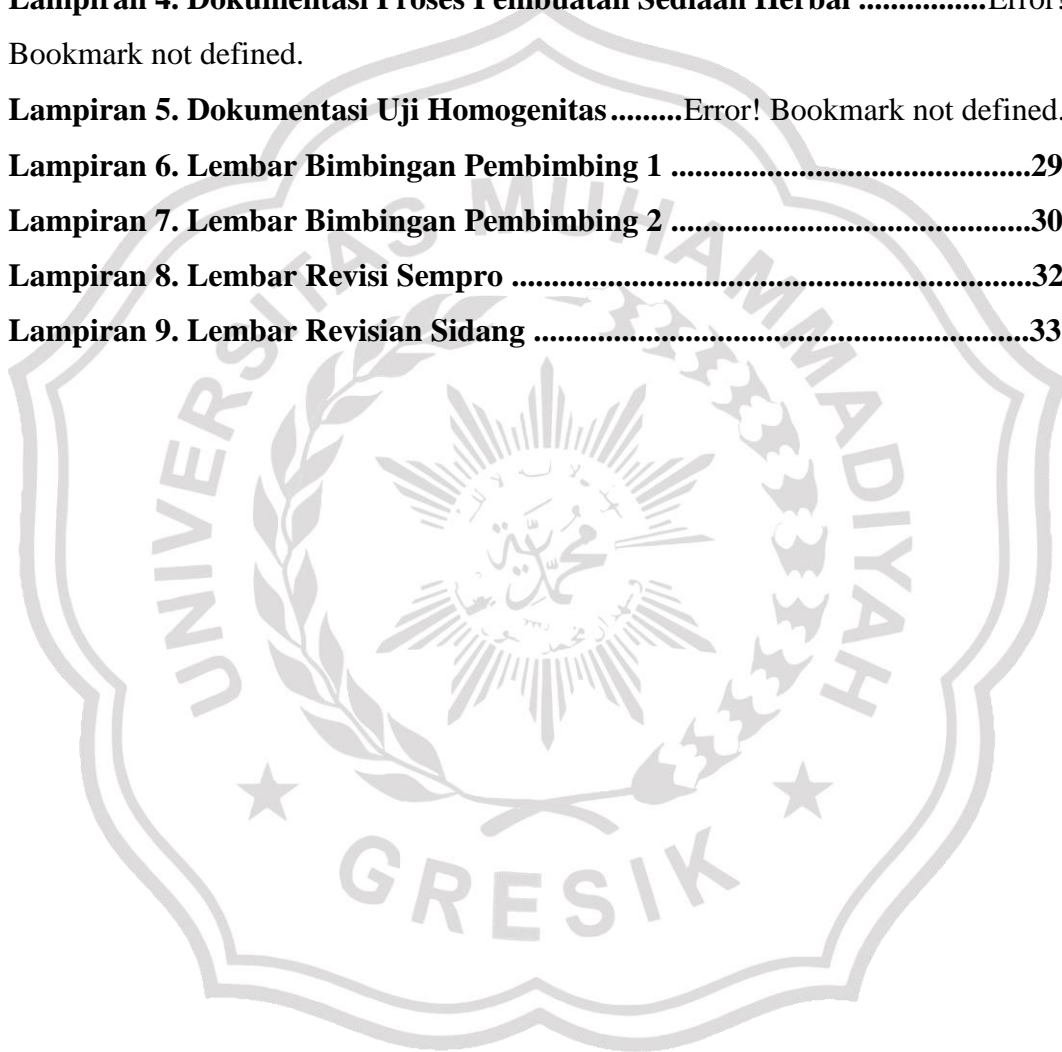 Lampiran 4. Dokumentasi Proses Pembuatan Sediaan Herbal ................Error!
Bookmark not defined.
Lampiran 5. Dokumentasi Uji Homogenitas.........Error! Bookmark not defined.
Lampiran 6. Lembar Bimbingan Pembimbing 1 ............................................29
Lampiran 7. Lembar Bimbingan Pembimbing 2 ............................................30
Lampiran 8. Lembar Revisi Sempro ................................................................32
Lampiran 9. Lembar Revisian Sidang .............................................................33
UNIVERSITAS MUHAMMADIYAH
محمد
GRESIK